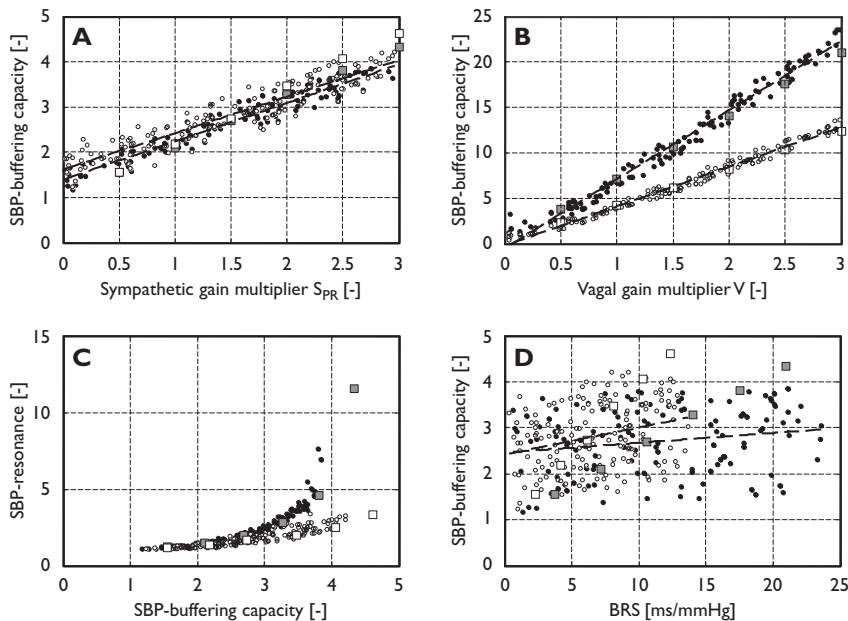 A
SBP-buffering capacity [-]
5
4
3
2
1
0
0 0.5 1 1.5 2 2.5 3
Sympathetic gain multiplier SPR [-]
B
SBP-buffering capacity [-]
25
20
15
10
5
0
0 0.5 1 1.5 2 2.5 3
Vagal gain multiplier V [-]
C
SBP-resonance [-]
15
10
5
0
0 1 2 3 4 5
SBP-buffering capacity [-]
D
SBP-buffering capacity [-]
5
4
3
2
1
0
0 5 10 15 20 25
BRS [ms/mmHg]